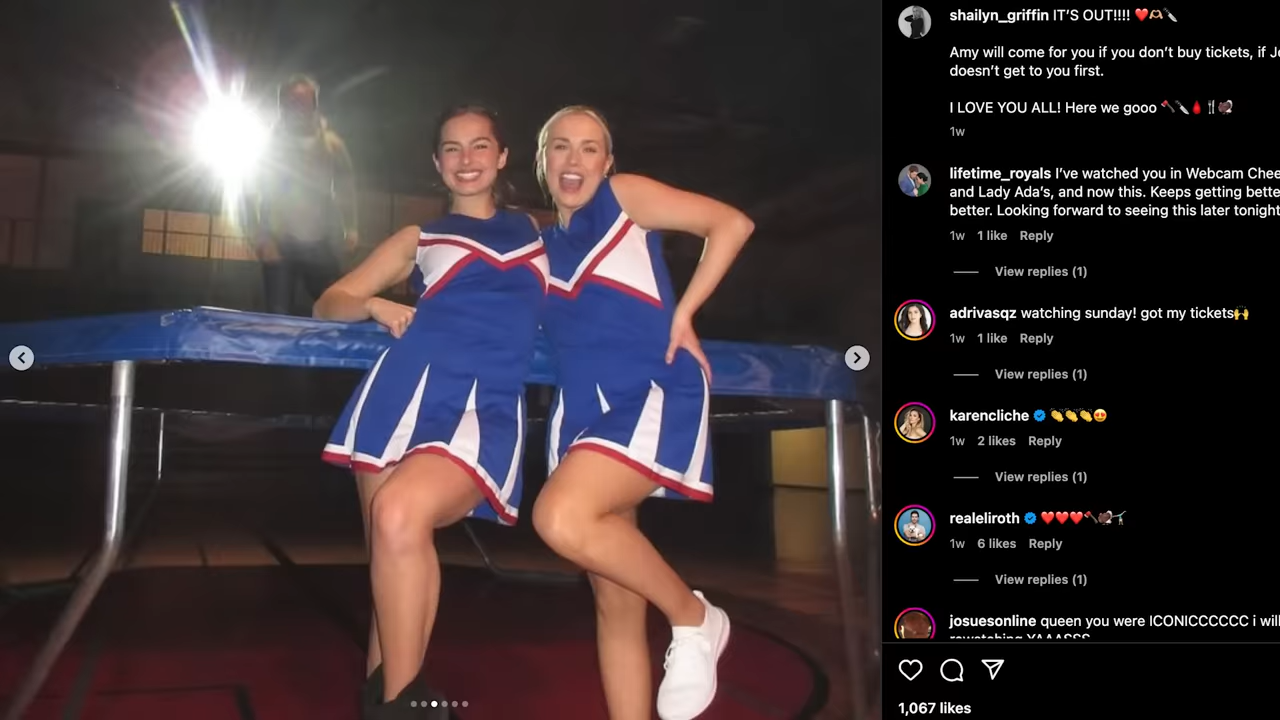 shailyn_griffin IT'S OUT!!!! ❤️🫶🏼🔪
Amy will come for you if you don't buy tickets, if
doesn't get to you first.
I LOVE YOU ALL! Here we gooo 🪓🔪🩸🍴
1w
lifetime_royals I've watched you in Webcam
and Lady Ada's, and now this. Keeps getting
better. Looking forward to seeing this later tonight
1w 1 like Reply
View replies (1)
adrivasqz watching sunday! got my tickets🙌
1w 1 like Reply
View replies (1)
karencliche 👏👏👏😍
1w 2 likes Reply
View replies (1)
realeliroth ❤️❤️❤️🪓
1w 6 likes Reply
View replies (1)
josuesonline queen you were ICONICCCCCC i
rewatching YAAASSS
1,067 likes